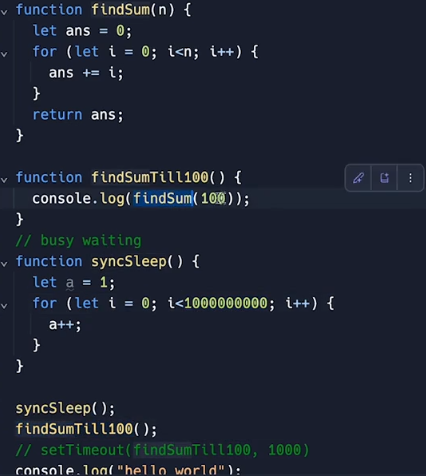 function findSum(n) {
let ans = 0;
for (let i = 0; i<n; i++) {
ans += i;
}
return ans;
}
function findSumTill100() {
console.log(findSum(100));
}
// busy waiting
function syncSleep() {
let a = 1;
for (let i = 0; i<1000000000; i++) {
a++;
}
}
syncSleep();
findSumTill100();
// setTimeout(findSumTill100, 1000)
console.log("hello world");